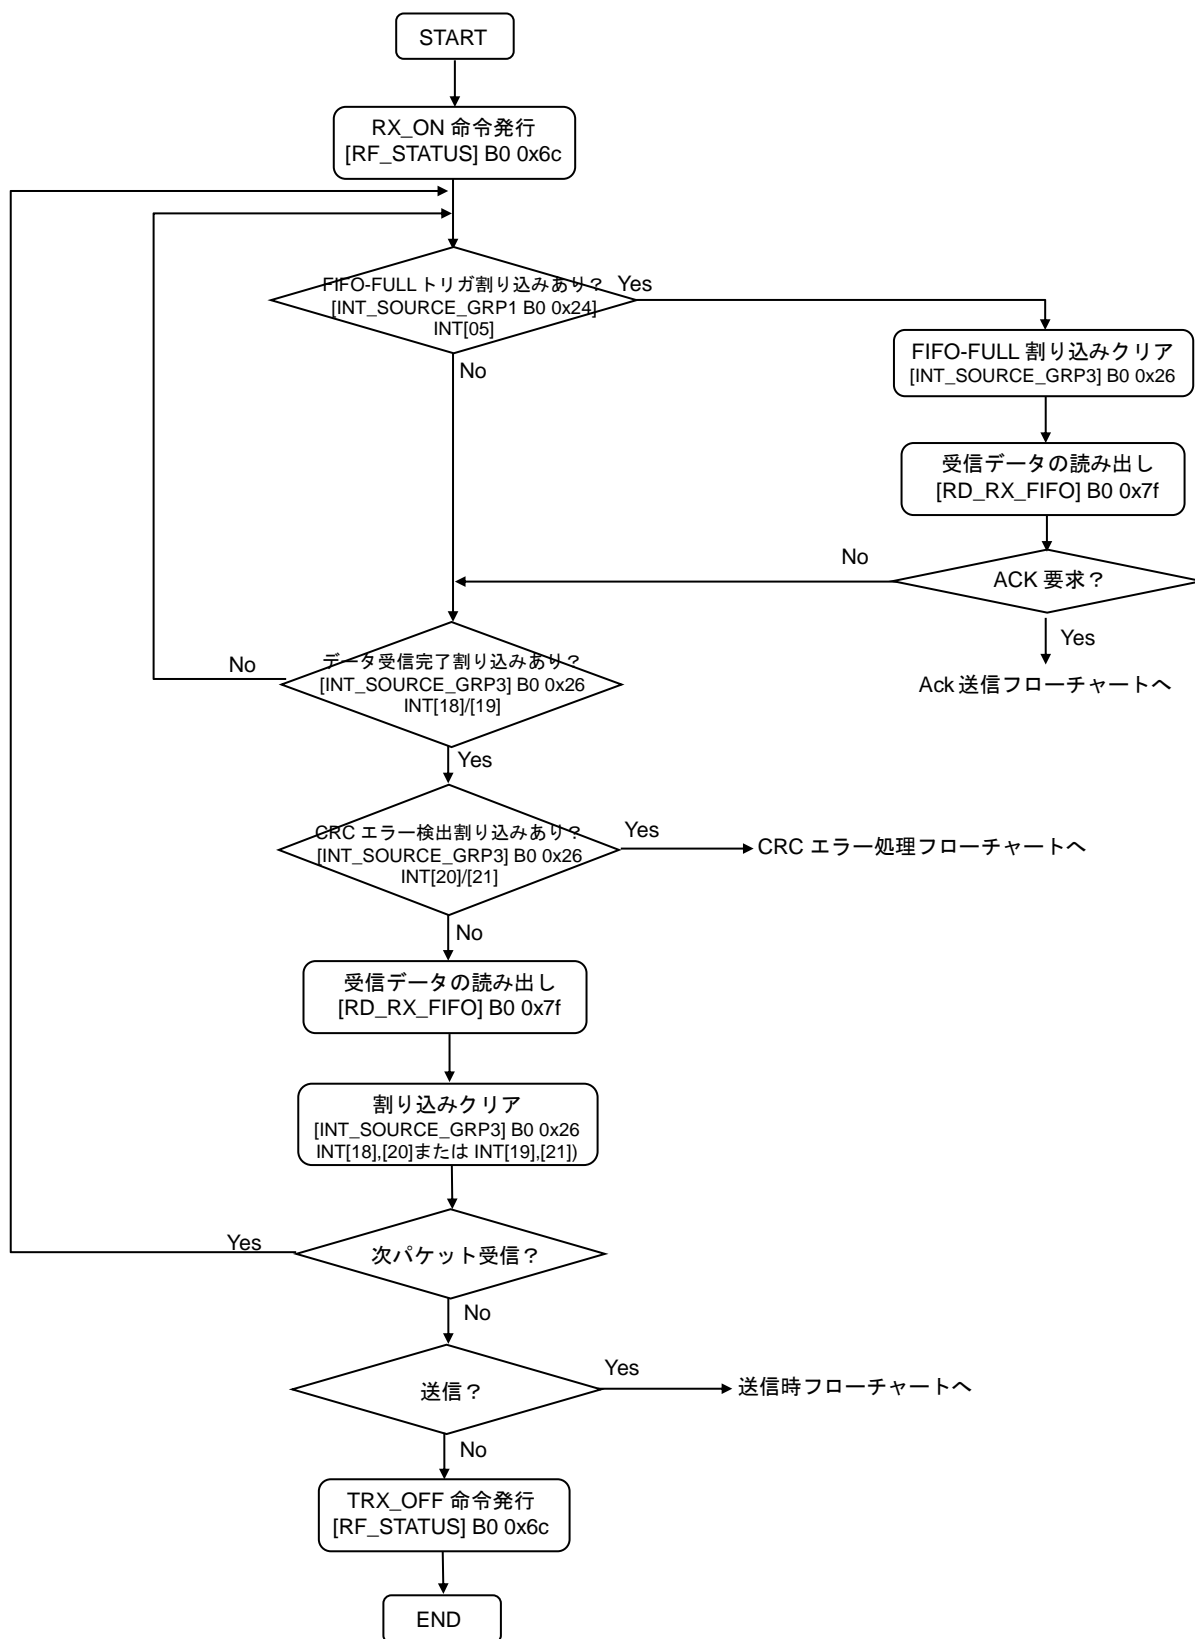 START
RX_ON 命令発行
[RF_STATUS] B0 0x6c
FIFO-FULL トリガ割り込みあり？
[INT_SOURCE_GRP1 B0 0x24]
INT[05]
Yes
No
FIFO-FULL 割り込みクリア
[INT_SOURCE_GRP3] B0 0x26
受信データの読み出し
[RD_RX_FIFO] B0 0x7f
No
ACK 要求？
Yes
Ack 送信フローチャートへ
No
データ受信完了割り込みあり？
[INT_SOURCE_GRP3] B0 0x26
INT[18]/[19]
Yes
CRC エラー検出割り込みあり？
[INT_SOURCE_GRP3] B0 0x26
INT[20]/[21]
Yes
CRC エラー処理フローチャートへ
No
受信データの読み出し
[RD_RX_FIFO] B0 0x7f
割り込みクリア
[INT_SOURCE_GRP3] B0 0x26
INT[18],[20]または INT[19],[21])
Yes
次パケット受信？
No
送信？
Yes
送信時フローチャートへ
No
TRX_OFF 命令発行
[RF_STATUS] B0 0x6c
END